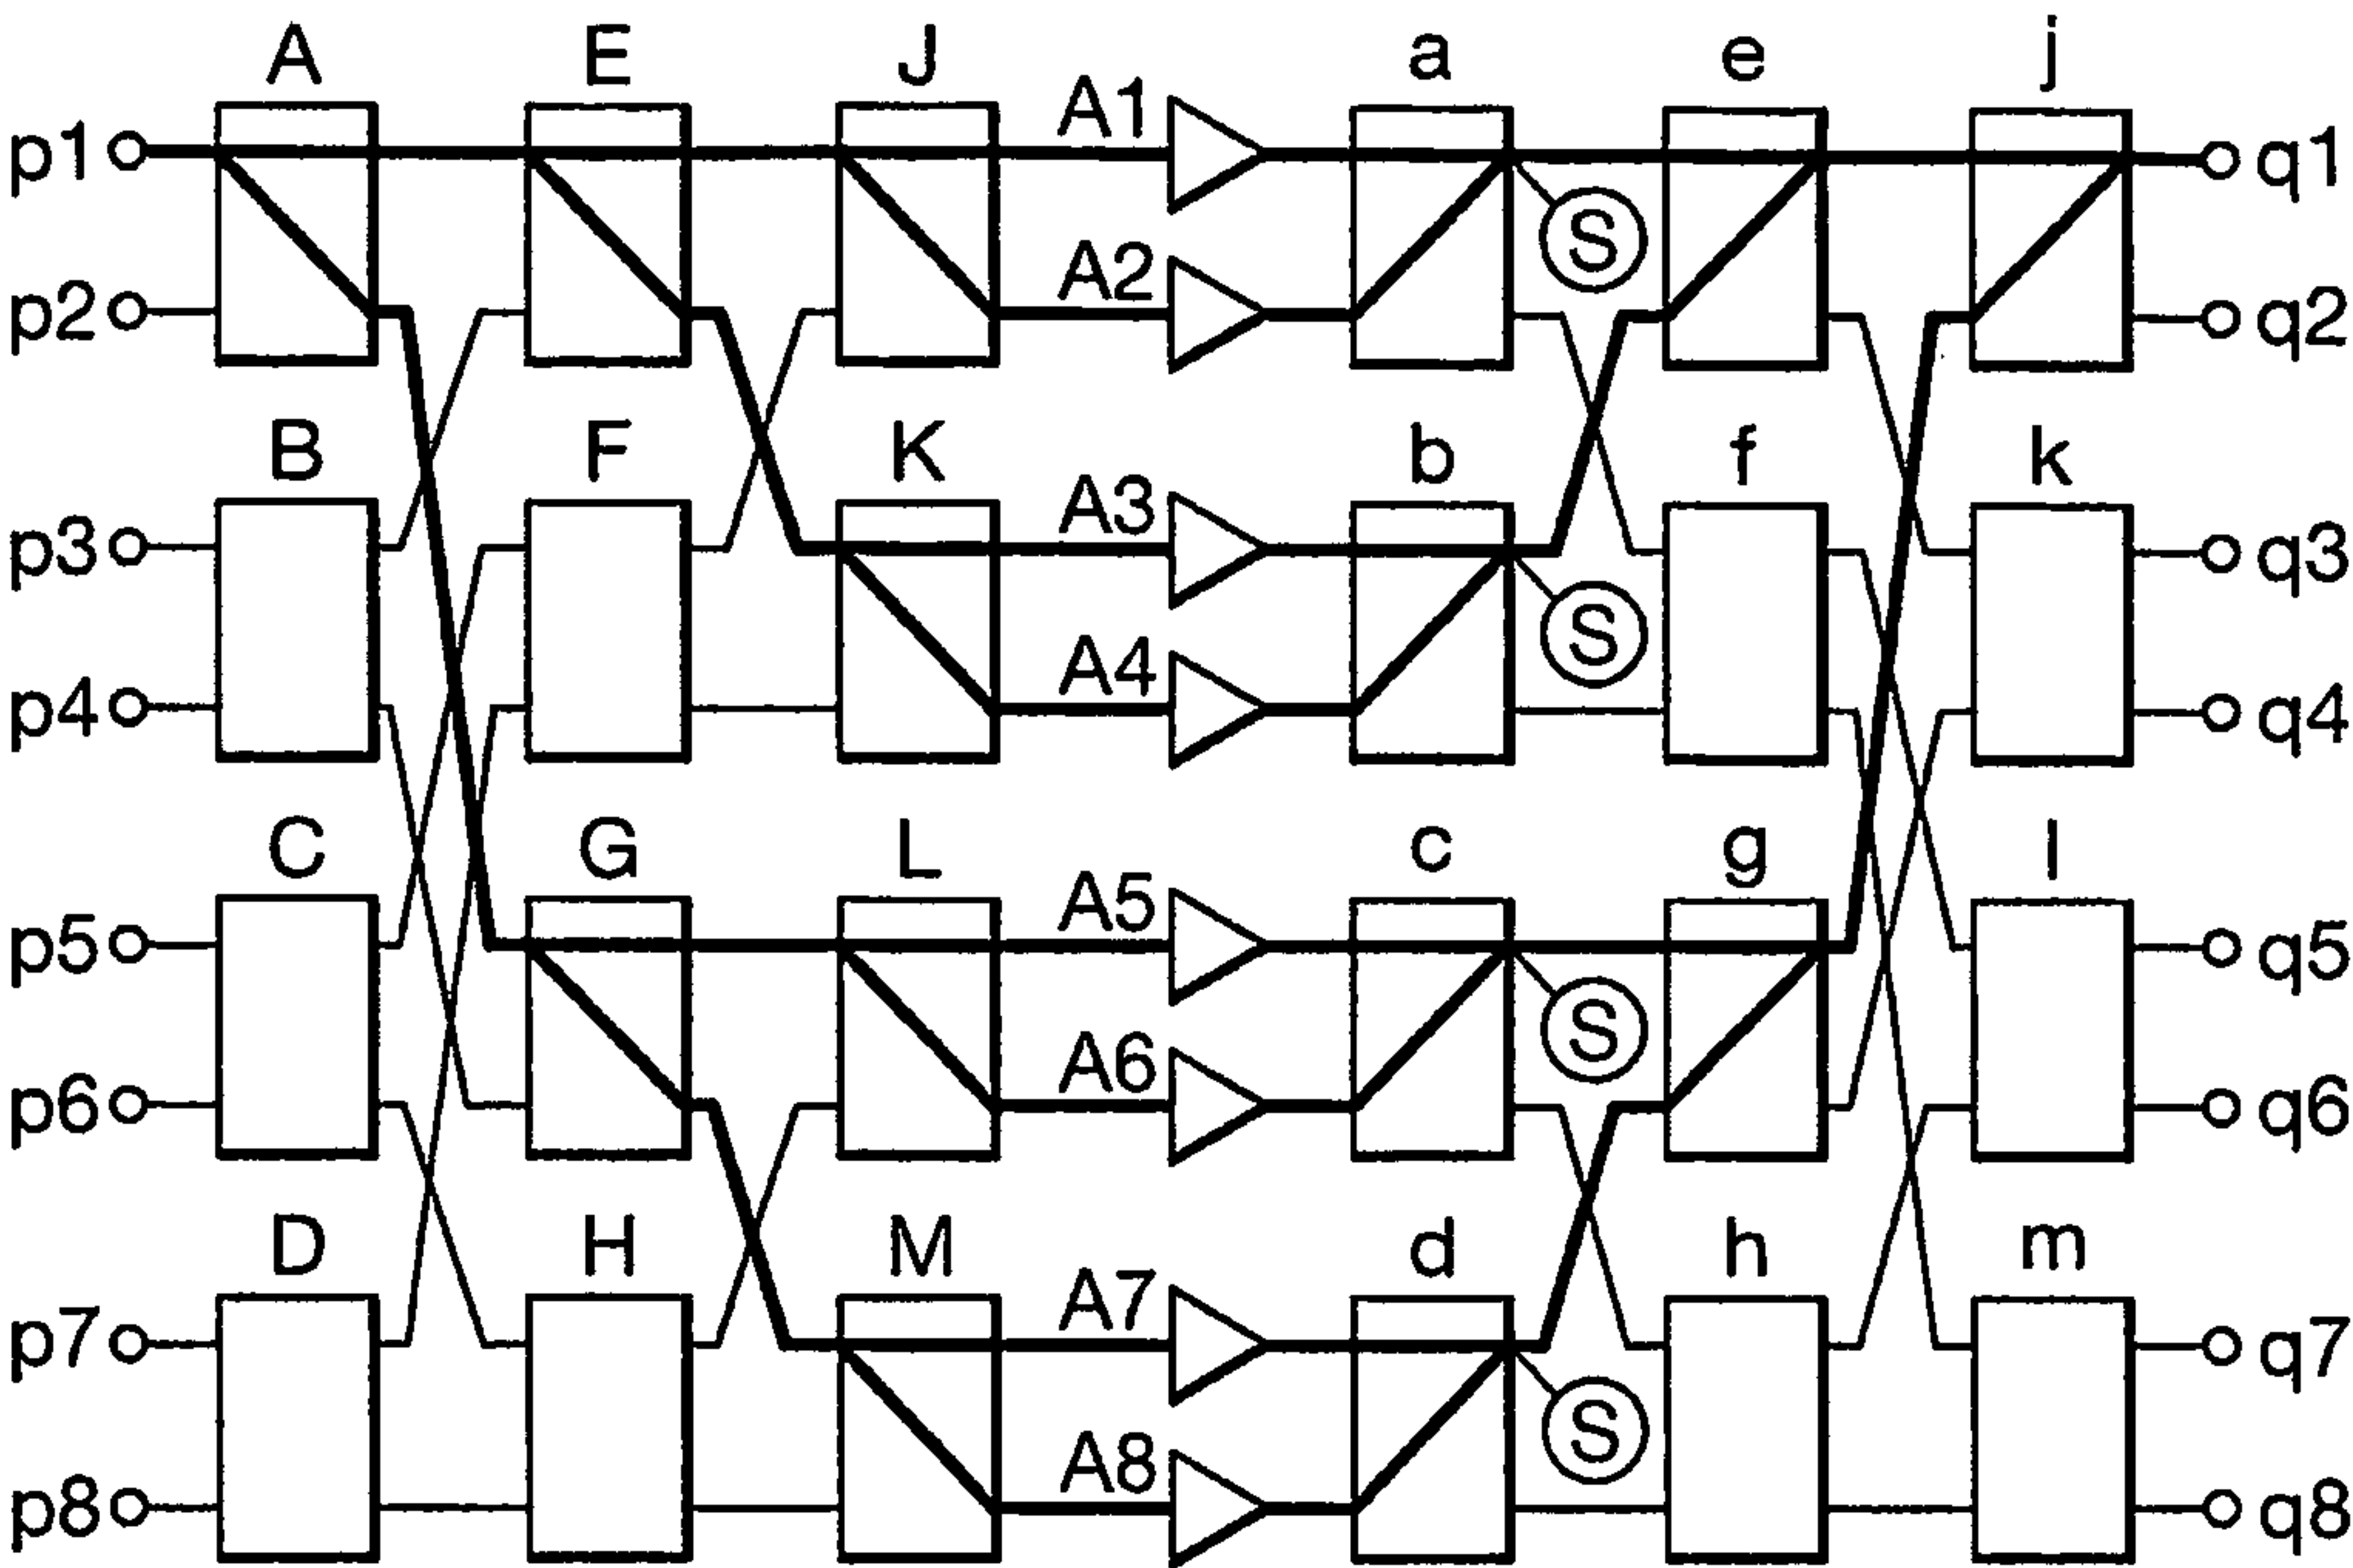 A E J a e j
p1 A1 q1
S
p2 A2 q2
B F K b f k
p3 A3 q3
S
p4 A4 q4
C G L c g l
p5 A5 q5
S
p6 A6 q6
D H M d h m
p7 A7 q7
S
p8 A8 q8